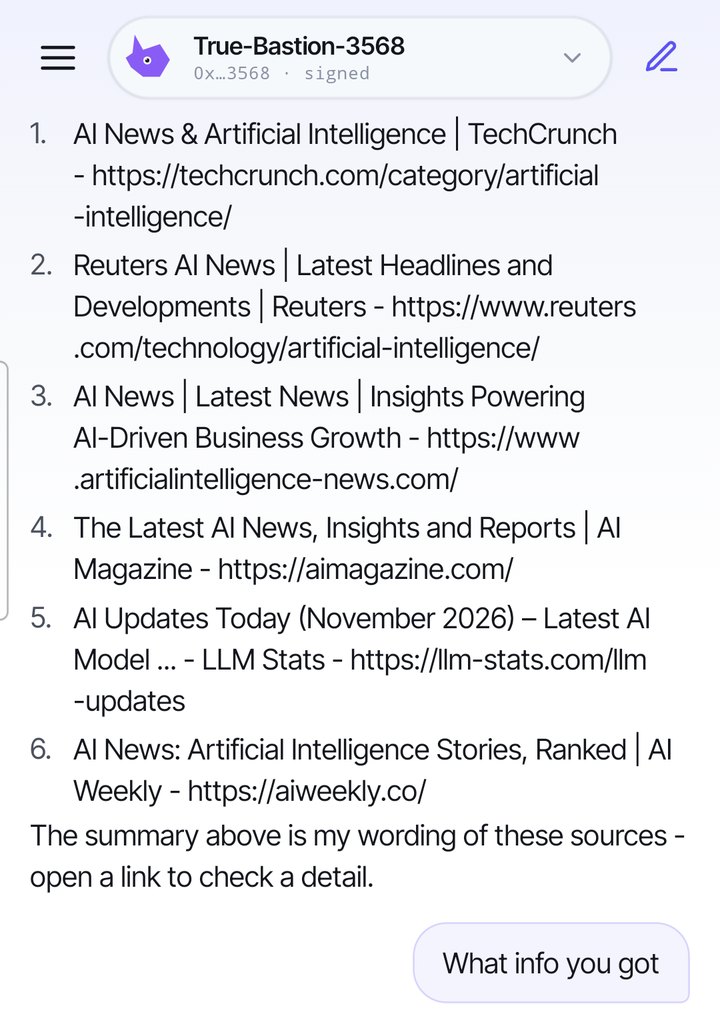 True-Bastion-3568
0x…3568 · signed
1. AI News & Artificial Intelligence | TechCrunch
- https://techcrunch.com/category/artificial
-intelligence/
2. Reuters AI News | Latest Headlines and
Developments | Reuters - https://www.reuters
.com/technology/artificial-intelligence/
3. AI News | Latest News | Insights Powering
AI-Driven Business Growth - https://www
.artificialintelligence-news.com/
4. The Latest AI News, Insights and Reports | AI
Magazine - https://aimagazine.com/
5. AI Updates Today (November 2026) – Latest AI
Model ... - LLM Stats - https://llm-stats.com/llm
-updates
6. AI News: Artificial Intelligence Stories, Ranked | AI
Weekly - https://aiweekly.co/
The summary above is my wording of these sources -
open a link to check a detail.
What info you got